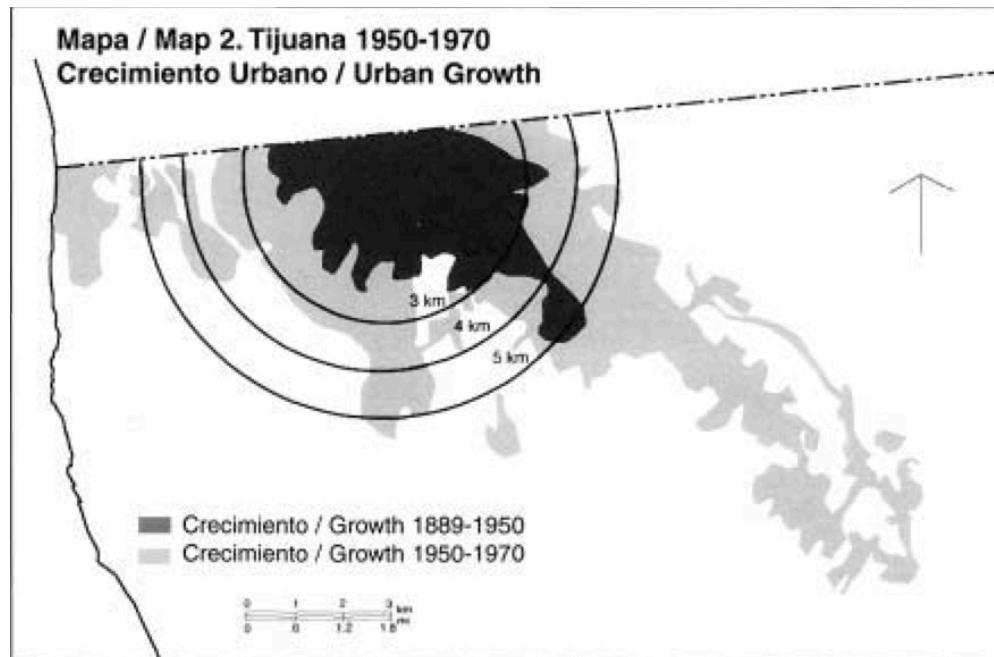 Mapa / Map 2. Tijuana 1950-1970
Crecimiento Urbano / Urban Growth
3 km
4 km
5 km
Crecimiento / Growth 1889-1950
Crecimiento / Growth 1950-1970
0 1 2 3 km
0 .6 1.2 1.8 mi